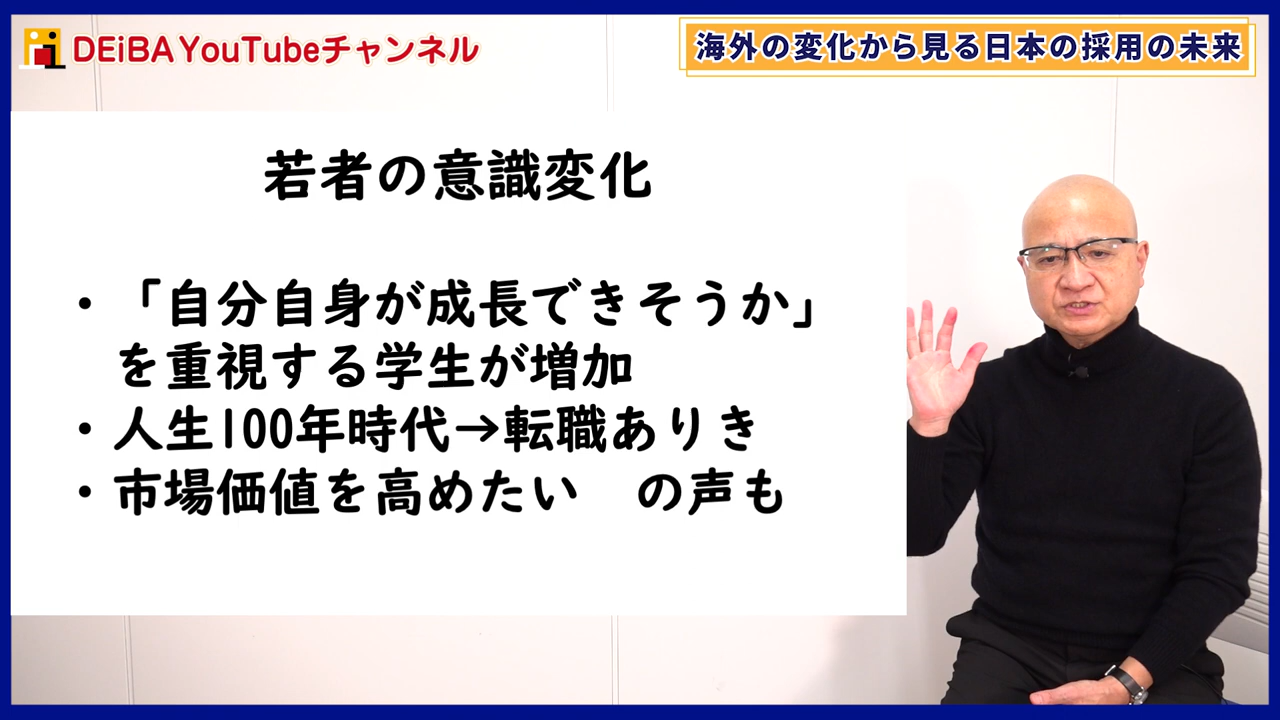 DEiBA YouTubeチャンネル
海外の変化から見る日本の採用の未来
若者の意識変化
・「自分自身が成長できそうか」
を重視する学生が増加
・人生100年時代→転職ありき
・市場価値を高めたい　の声も